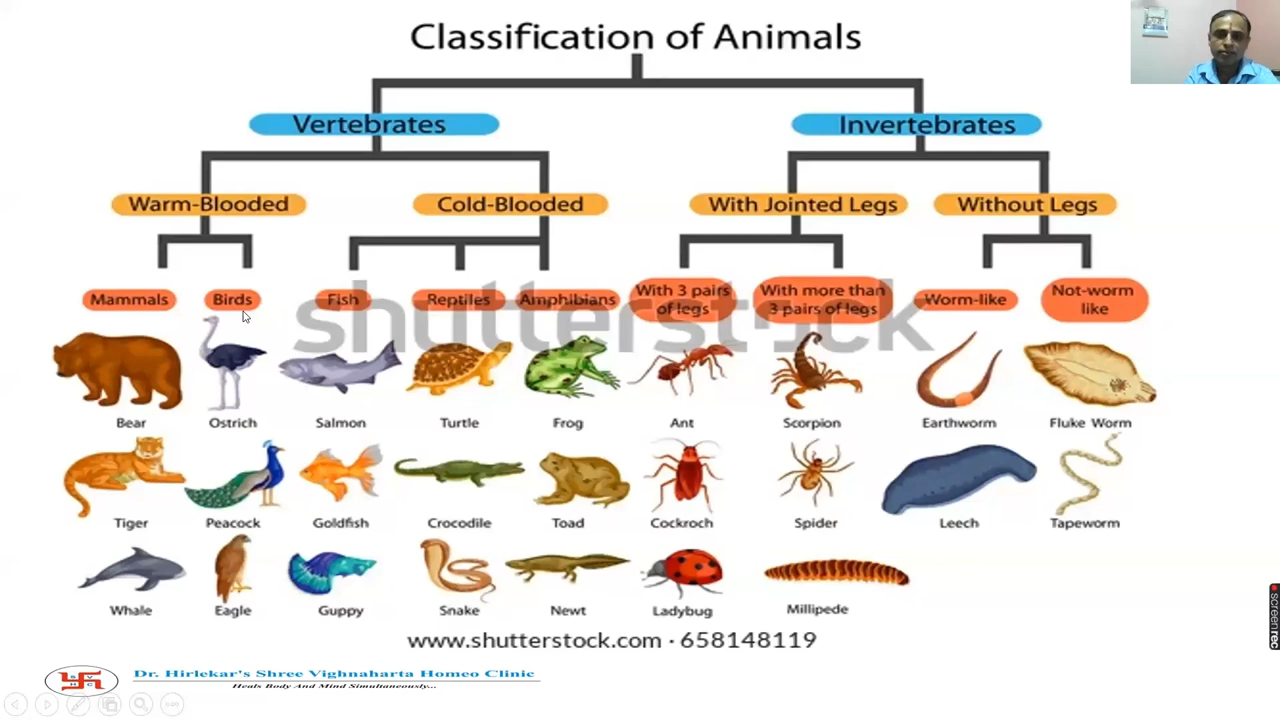 Classification of Animals
Vertebrates
Invertebrates
Warm-Blooded
Cold-Blooded
With Jointed Legs
Without Legs
Mammals
Birds
Fish
Reptiles
Amphibians
With 3 pairs
of legs
With more than
3 pairs of legs
Worm-like
Not-worm
like
shutterstock
Bear
Ostrich
Salmon
Turtle
Frog
Ant
Scorpion
Earthworm
Fluke Worm
Tiger
Peacock
Goldfish
Crocodile
Toad
Cockroch
Spider
Leech
Tapeworm
Whale
Eagle
Guppy
Snake
Newt
Ladybug
Millipede
www.shutterstock.com · 658148119
Dr. Hirlekar's Shree Vighnaharta Homeo Clinic
Heals Body And Mind Simultaneously...
screenrec